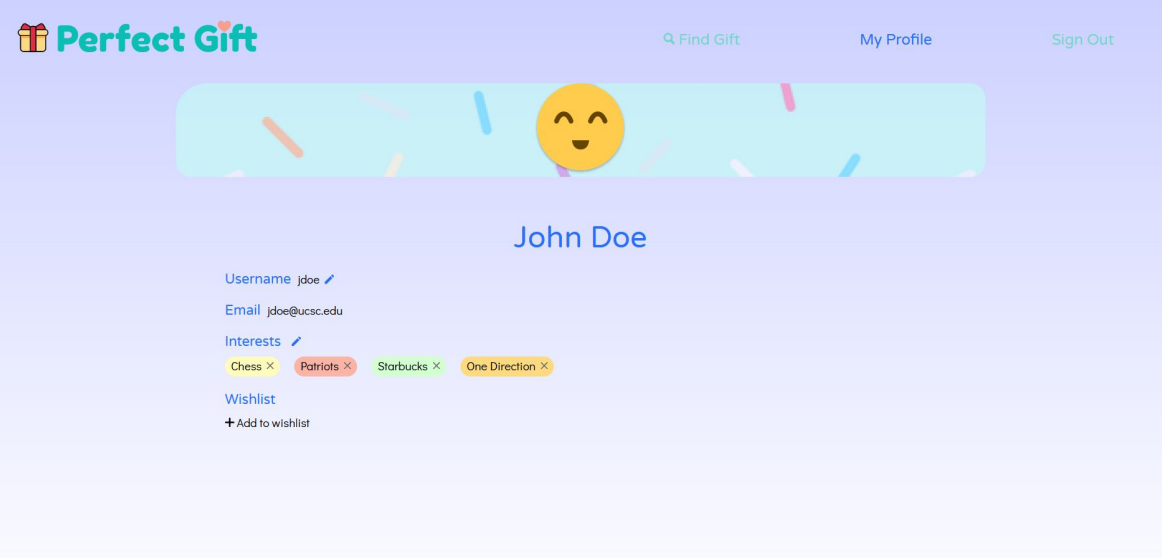 Perfect Gift
Find Gift
My Profile
Sign Out
John Doe
Username jdoe
Email jdoe@ucsc.edu
Interests
Chess × Patriots × Starbucks × One Direction ×
Wishlist
+ Add to wishlist